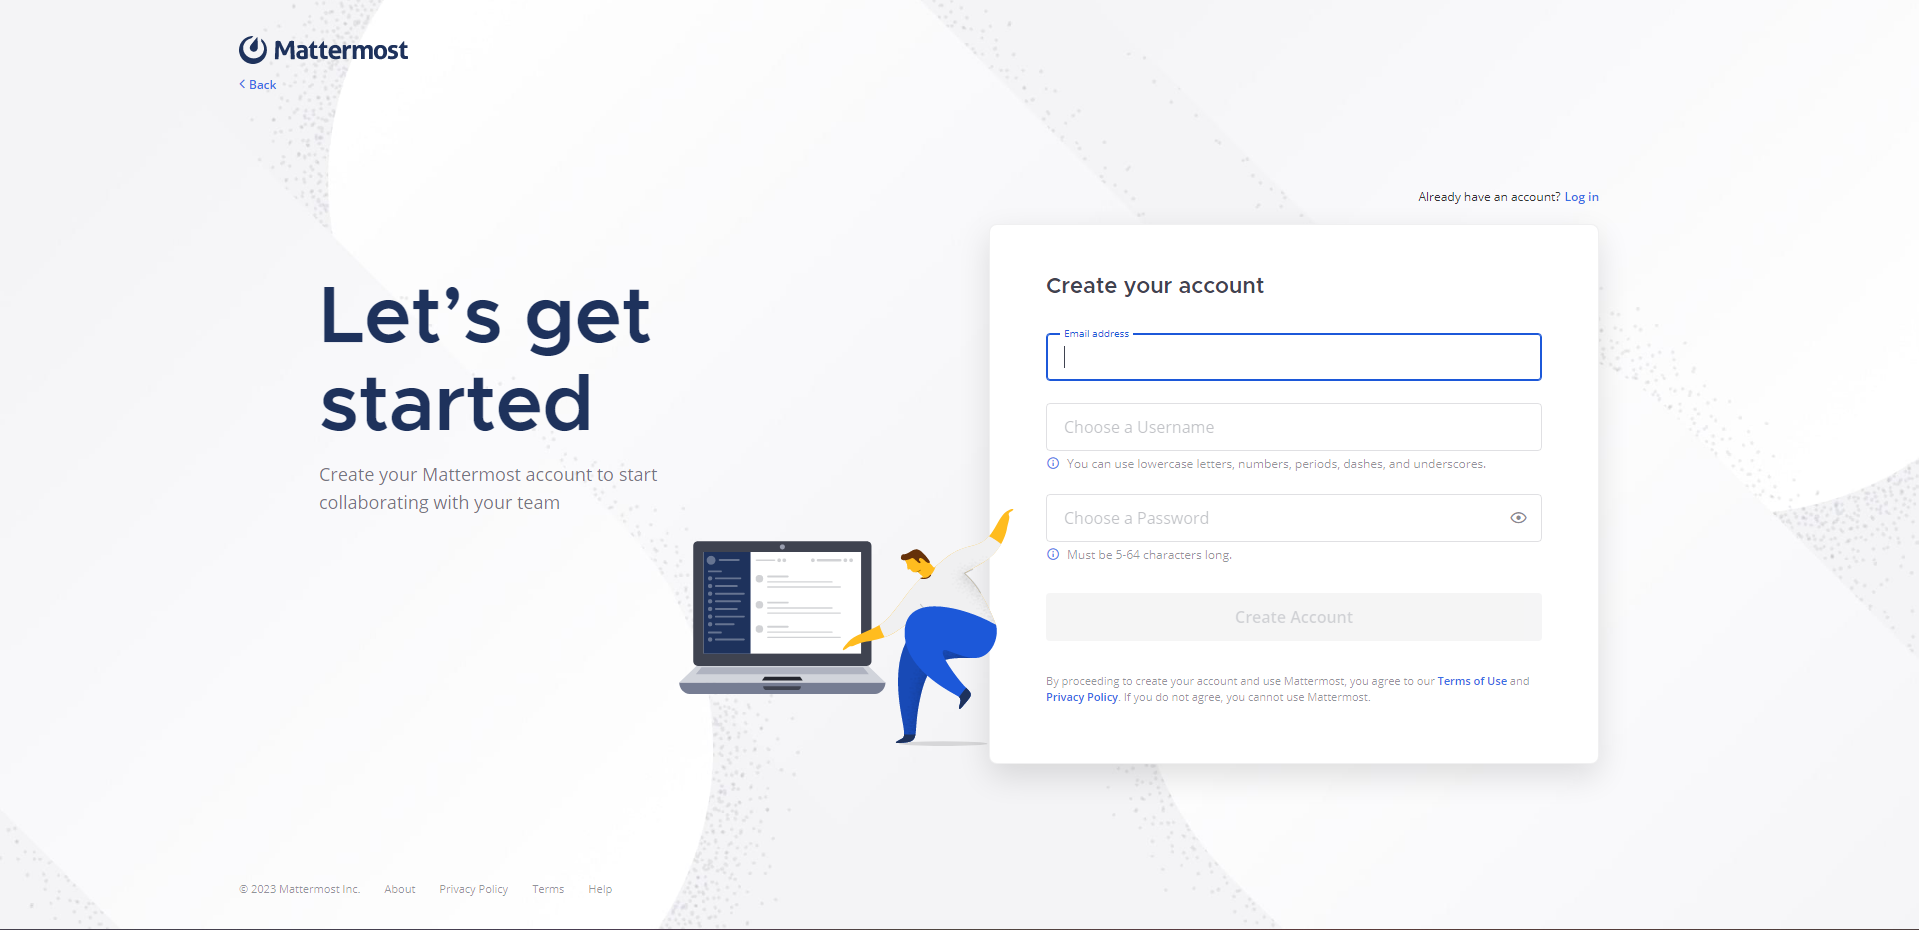 Mattermost
Back
Already have an account? Log in
Let's get
started
Create your Mattermost account to start
collaborating with your team
Create your account
Email address
Choose a Username
You can use lowercase letters, numbers, periods, dashes, and underscores.
Choose a Password
Must be 5-64 characters long.
Create Account
By proceeding to create your account and use Mattermost, you agree to our Terms of Use and
Privacy Policy. If you do not agree, you cannot use Mattermost.
© 2023 Mattermost Inc. About Privacy Policy Terms Help